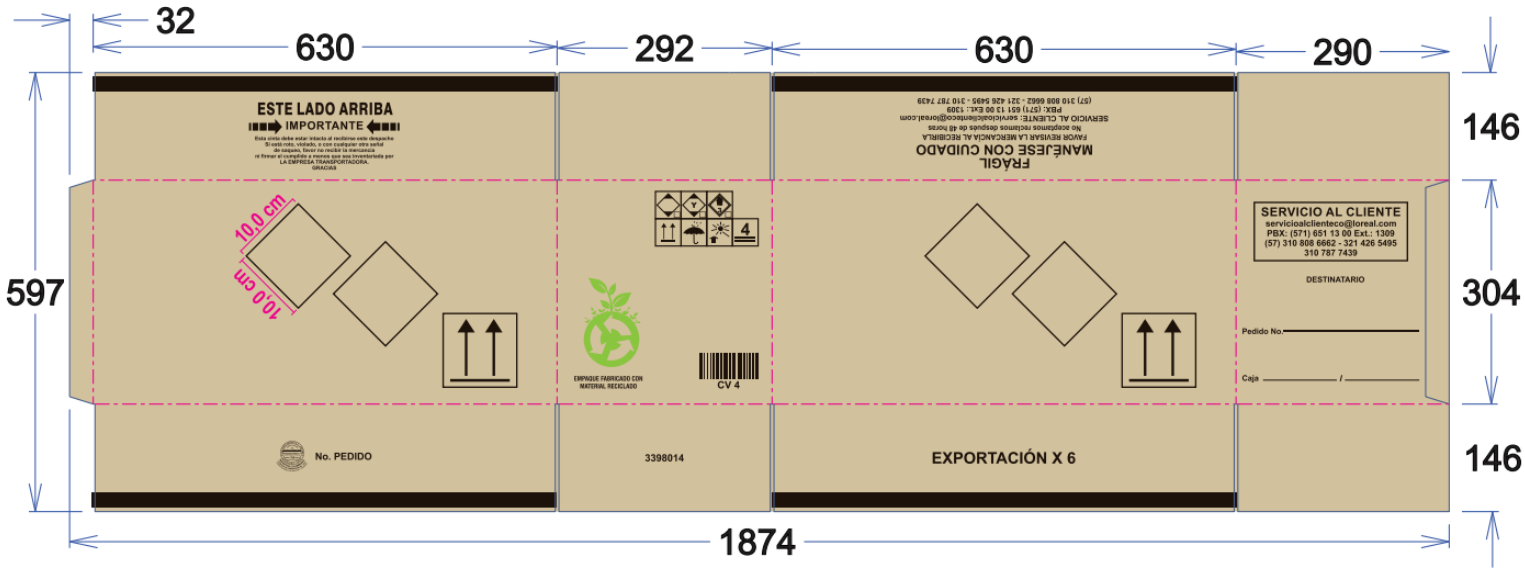 32
630
292
630
290
ESTE LADO ARRIBA
IMPORTANTE
Esta cinta debe estar intacta al recibirse este despacho
Si está roto, violado, o con cualquier otra señal
de saqueo, favor no recibir la mercancia
ni firmar el cumplido a menos que sea inventariada por
LA EMPRESA TRANSPORTADORA.
GRACIAS
FRÁGIL
MANÉJESE CON CUIDADO
FAVOR REVISAR LA MERCANCÍA AL RECIBIRLA
No aceptamos reclamos después de 48 horas
SERVICIO AL CLIENTE: servicioalclienteco@loreal.com
PBX: (571) 651 13 00 Ext.: 1309
(57) 310 808 6662 - 321 426 5495 - 310 787 7439
146
597
10,0 cm
10,0 cm
Y
4
EMPAQUE FABRICADO CON
MATERIAL RECICLADO
CV 4
SERVICIO AL CLIENTE
servicioalclienteco@loreal.com
PBX: (571) 651 13 00 Ext.: 1309
(57) 310 808 6662 - 321 426 5495
310 787 7439
DESTINATARIO
Pedido No.
Caja /
304
No. PEDIDO
3398014
EXPORTACIÓN X 6
146
1874